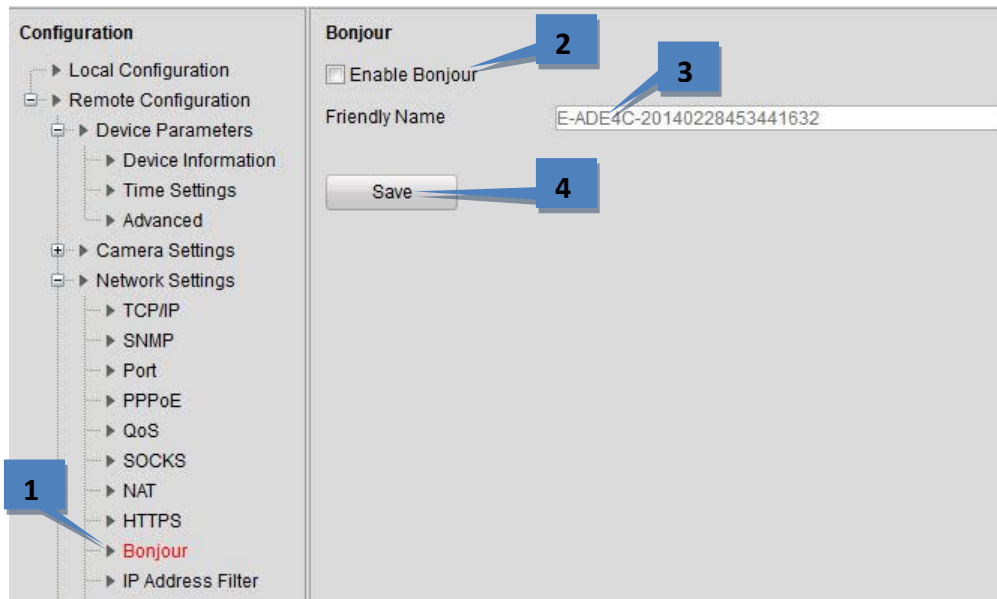 Configuration
Local Configuration
Remote Configuration
Device Parameters
Device Information
Time Settings
Advanced
Camera Settings
Network Settings
TCP/IP
SNMP
Port
PPPoE
QoS
SOCKS
NAT
HTTPS
Bonjour
IP Address Filter
1
Bonjour
2
Enable Bonjour
3
Friendly Name E-ADE4C-20140228453441632
Save
4